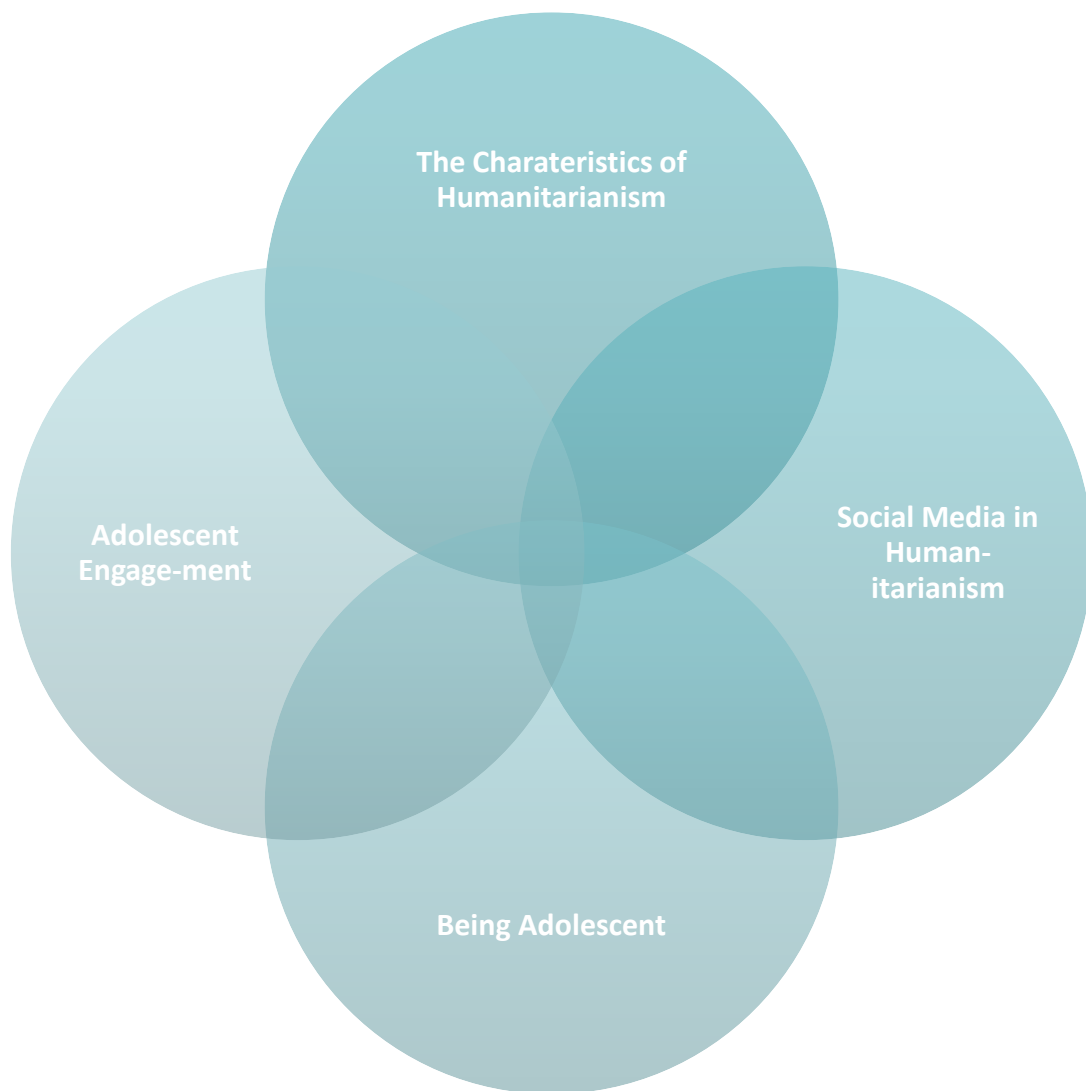 The Charateristics of
Humanitarianism
Adolescent
Engage-ment
Social Media in
Human-
itarianism
Being Adolescent